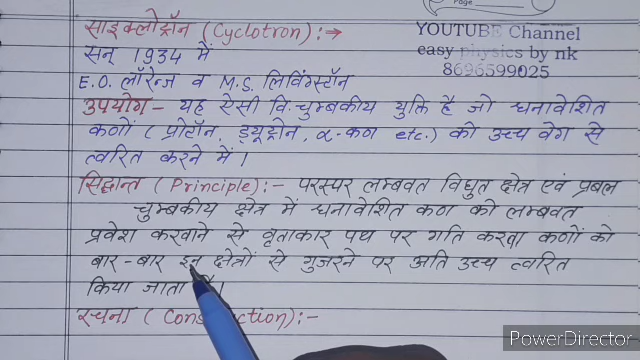 Page
साइक्लोट्रॉन (Cyclotron) :→
YOUTUBE Channel
easy physics by nk
8696599025
सन् 1934 में
E.O. लॉरेन्ज व M.S. लिविंग्स्टॉन
उपयोग - यह ऐसी वि.चुम्बकीय युक्ति है जो धनावेशित
कणों (प्रोटॉन, ड्यूट्रोन, α-कण etc.) को उच्च वेग से
त्वरित करने में।
सिद्धान्त (Principle) :- परस्पर लम्बवत विधुत क्षेत्र एवं प्रबल
चुम्बकीय क्षेत्र में धनावेशित कण को लम्बवत
प्रवेश करवाने से वृताकार पथ पर गति करता कणों को
बार-बार इन क्षेत्रों से गुजरने पर अति उच्च त्वरित
किया जाता
रचना (Construction) :-
PowerDirector